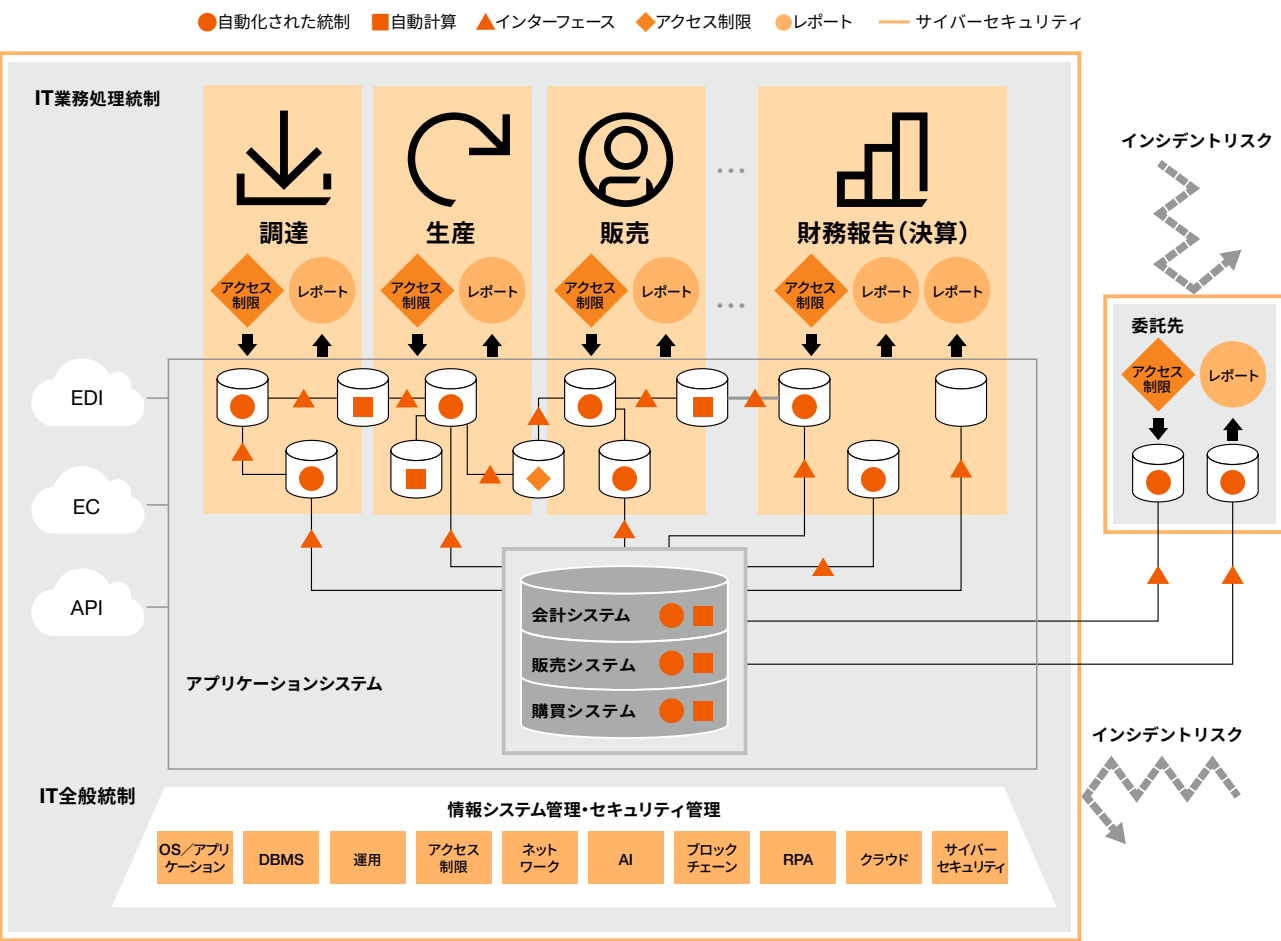 自動化された統制 自動計算 インターフェース アクセス制限 レポート サイバーセキュリティ
IT業務処理統制
調達
生産
販売
…
財務報告(決算)
アクセス
制限
レポート
アクセス
制限
レポート
アクセス
制限
レポート
…
アクセス
制限
レポート
レポート
インシデントリスク
委託先
アクセス
制限
レポート
EDI
EC
API
会計システム
販売システム
購買システム
アプリケーションシステム
インシデントリスク
IT全般統制
情報システム管理・セキュリティ管理
OS/アプリ
ケーション
DBMS
運用
アクセス
制限
ネット
ワーク
AI
ブロック
チェーン
RPA
クラウド
サイバー
セキュリティ